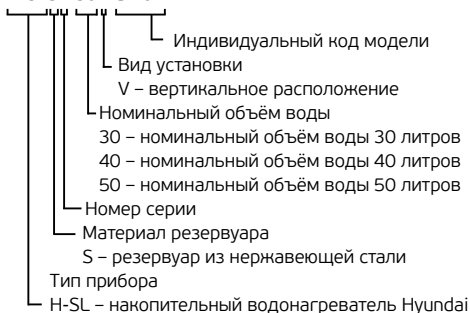 Индивидуальный код модели
Вид установки
V – вертикальное расположение
Номинальный объём воды
30 – номинальный объём воды 30 литров
40 – номинальный объём воды 40 литров
50 – номинальный объём воды 50 литров
Номер серии
Материал резервуара
S – резервуар из нержавеющей стали
Тип прибора
H-SL – накопительный водонагреватель Hyundai